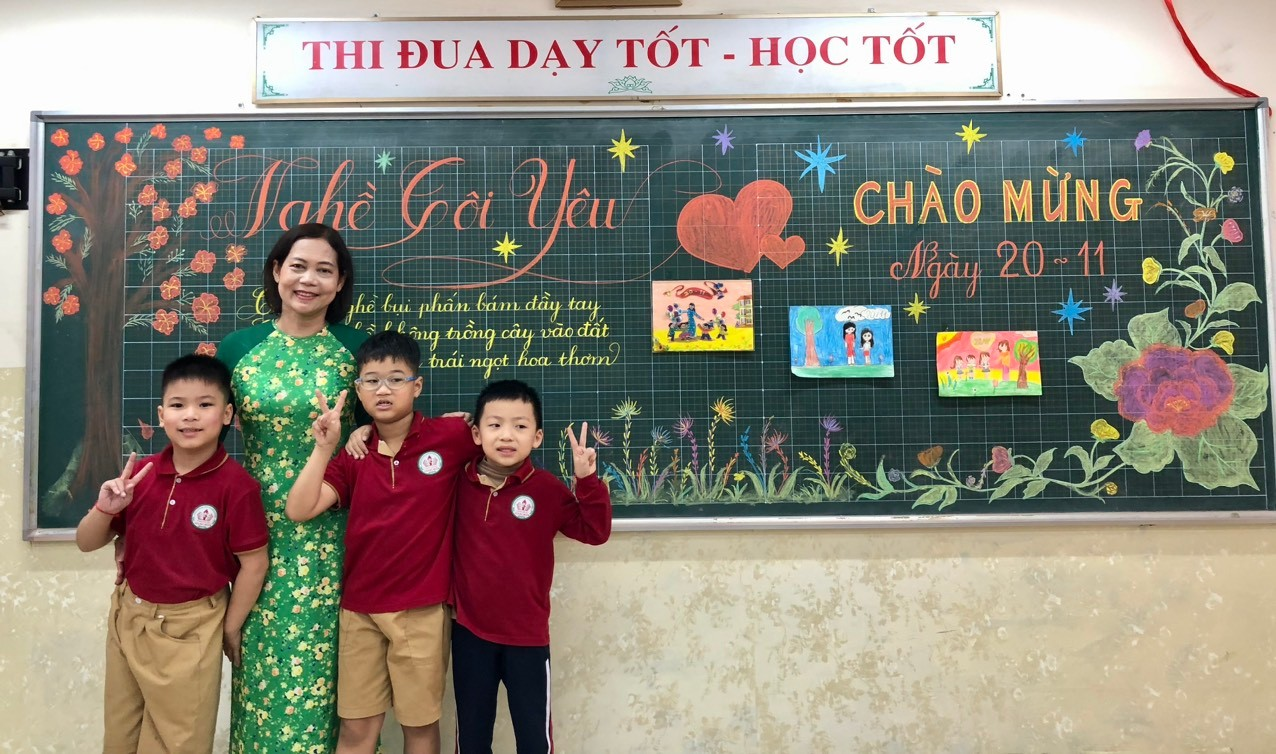 THI ĐUA DẠY TỐT - HỌC TỐT
Nghề Tôi Yêu
CHÀO MỪNG
Ngày 20 - 11
nghề bụi phấn bám đầy tay
không trồng cây vào đất
trái ngọt hoa thơm